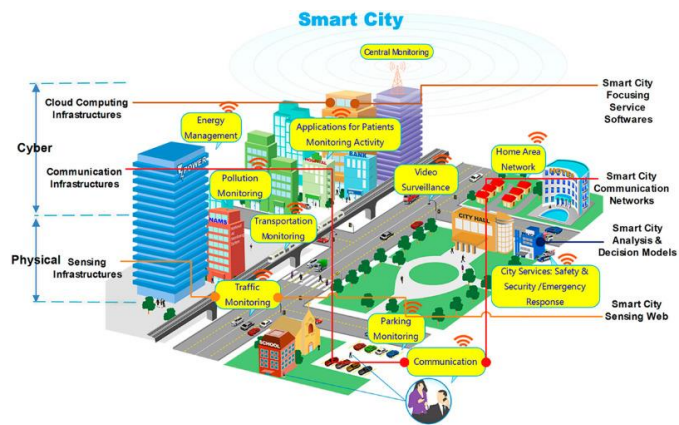 Smart City
Central Monitoring
Cloud Computing
Infrastructures
Smart City
Focusing
Service
Softwares
Energy
Management
Applications for Patients
Monitoring Activity
Home Area
Network
Cyber
BANK
POWER
Communication
Infrastructures
Pollution
Monitoring
Video
Surveillance
Smart City
Communication
Networks
Transportation
Monitoring
CITY HALL
Smart City
Analysis &
Decision Models
Physical
Sensing
Infrastructures
City Services: Safety &
Security /Emergency
Response
Traffic
Monitoring
Smart City
Sensing Web
Parking
Monitoring
SCHOOL
Communication